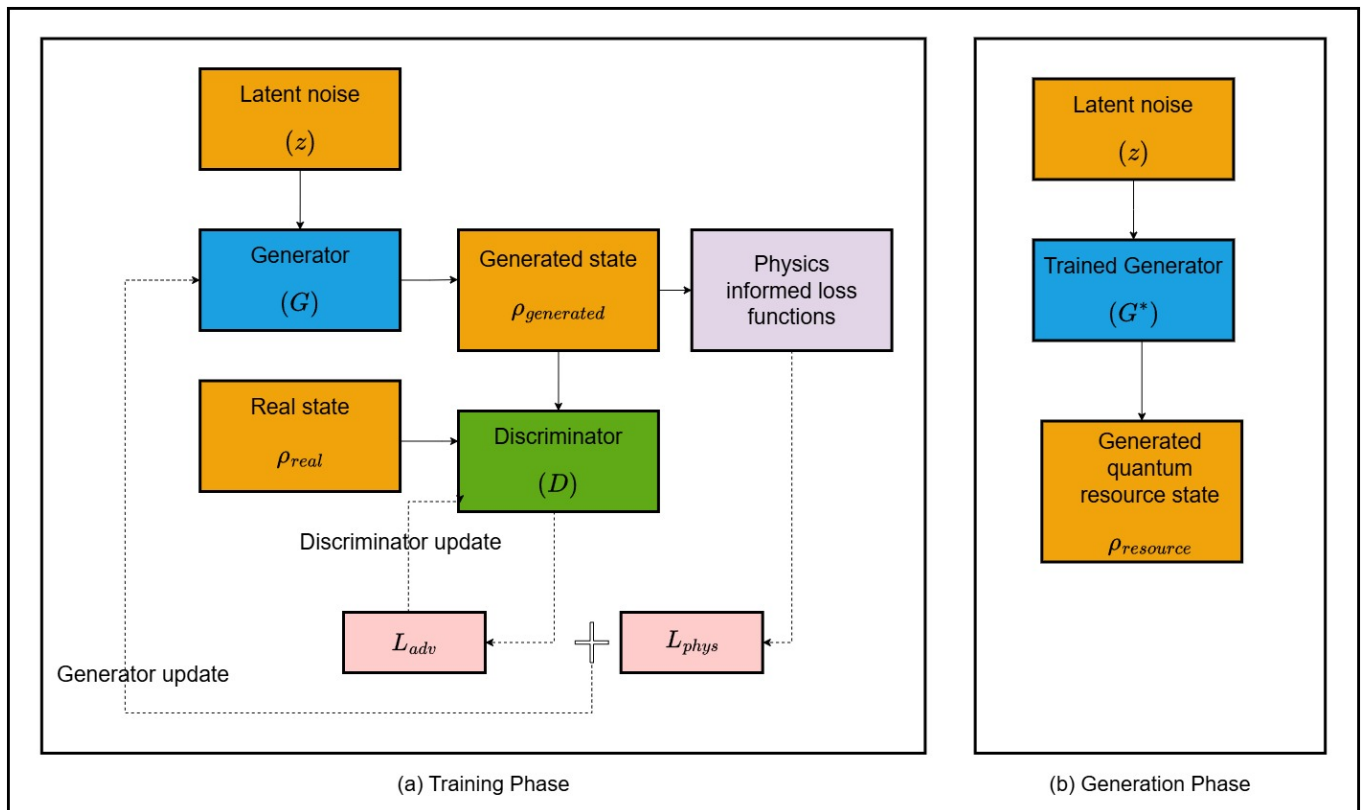 Latent noise
(z)
Generator
(G)
Generated state
ρ_generated
Physics
informed loss
functions
Real state
ρ_real
Discriminator
(D)
Discriminator update
L_adv
L_phys
Generator update
(a) Training Phase
Latent noise
(z)
Trained Generator
(G*)
Generated
quantum
resource state
ρ_resource
(b) Generation Phase